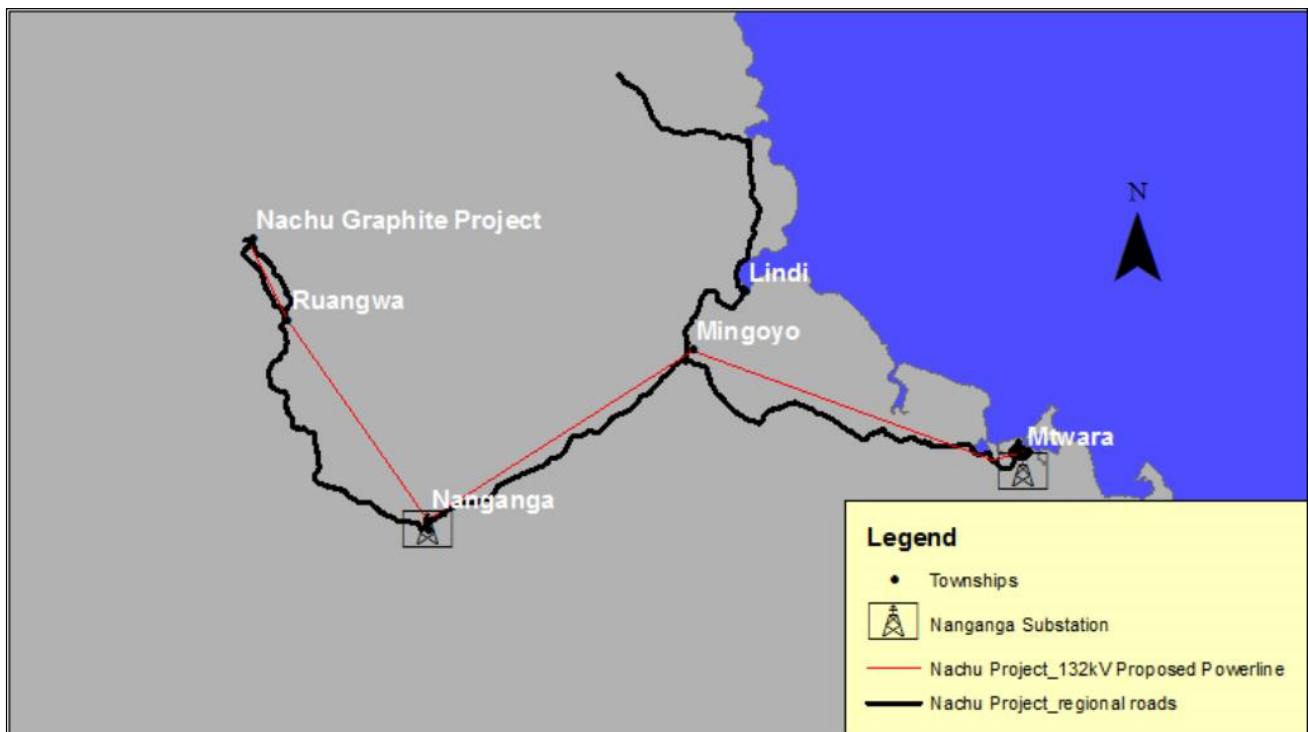 N
Nachu Graphite Project
Lindi
Ruangwa
Mingoyo
Mtwara
Nanganga
Legend
Townships
Nanganga Substation
Nachu Project_132kV Proposed Powerline
Nachu Project_regional roads